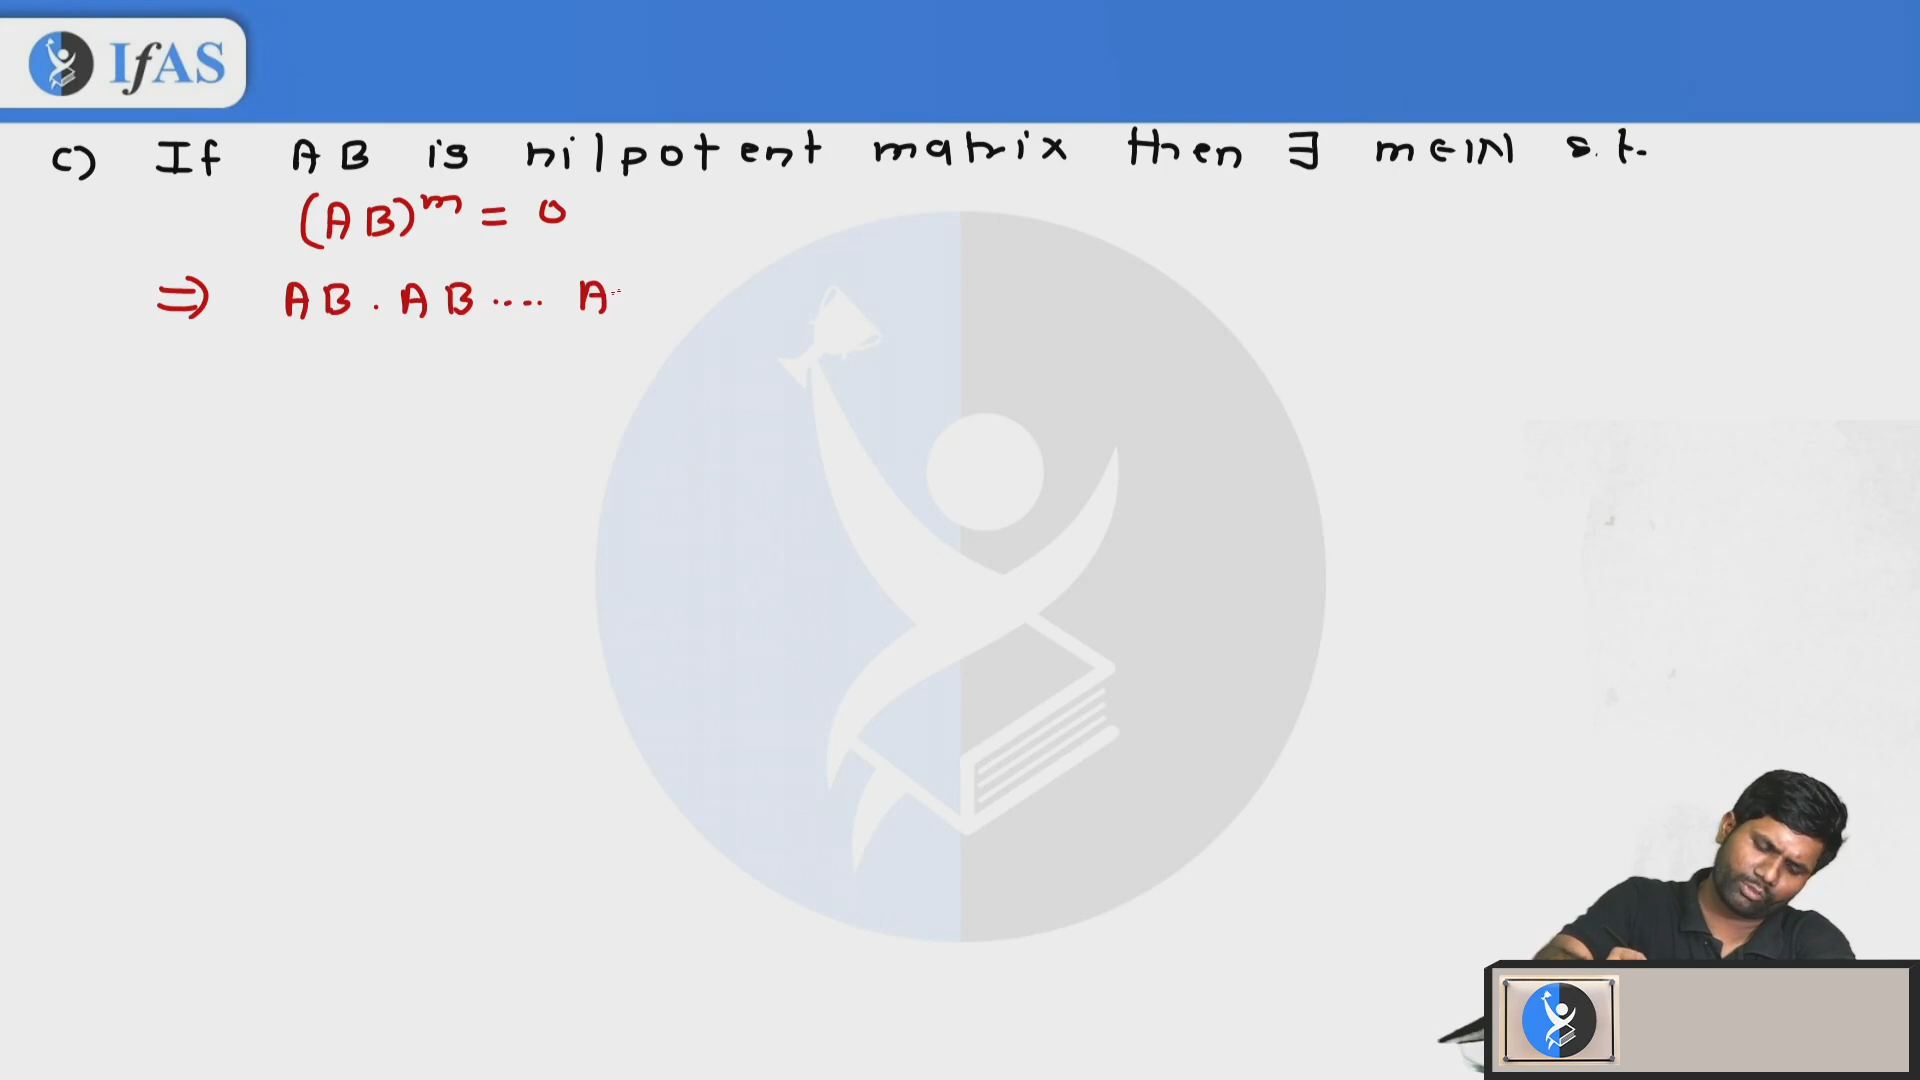 IfAS
c) If AB is nilpotent matrix then ∃ m ∈ ℕ s.t.
(AB)^m = 0
⇒ AB . AB .... A